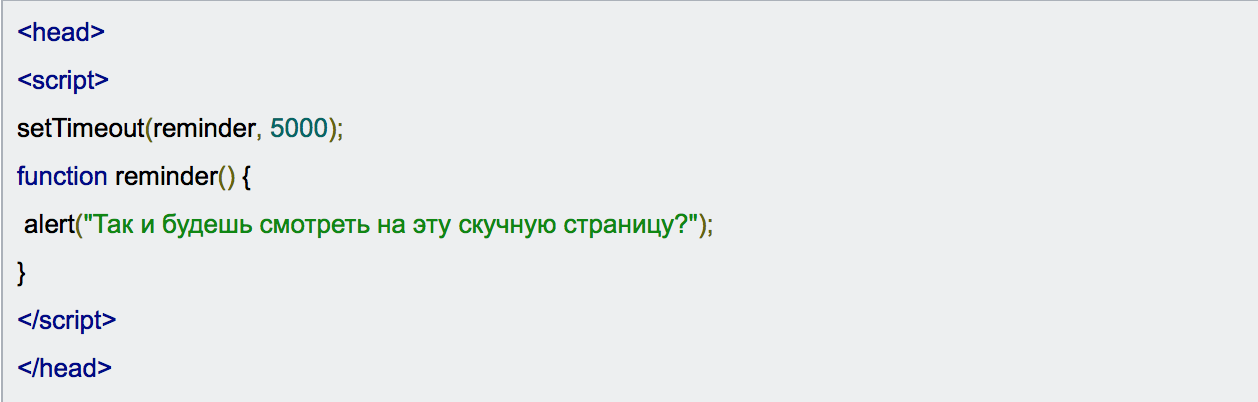 <head>
<script>
setTimeout(reminder, 5000);
function reminder() {
alert("Так и будешь смотреть на эту скучную страницу?");
}
</script>
</head>